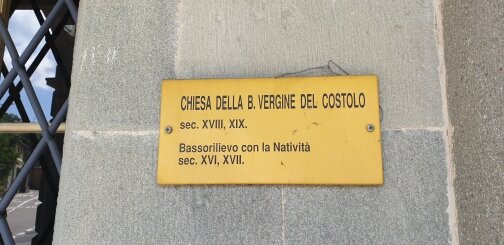 CHIESA DELLA B. VERGINE DEL COSTOLO
sec. XVIII, XIX.
Bassorilievo con la Natività
sec. XVI, XVII.